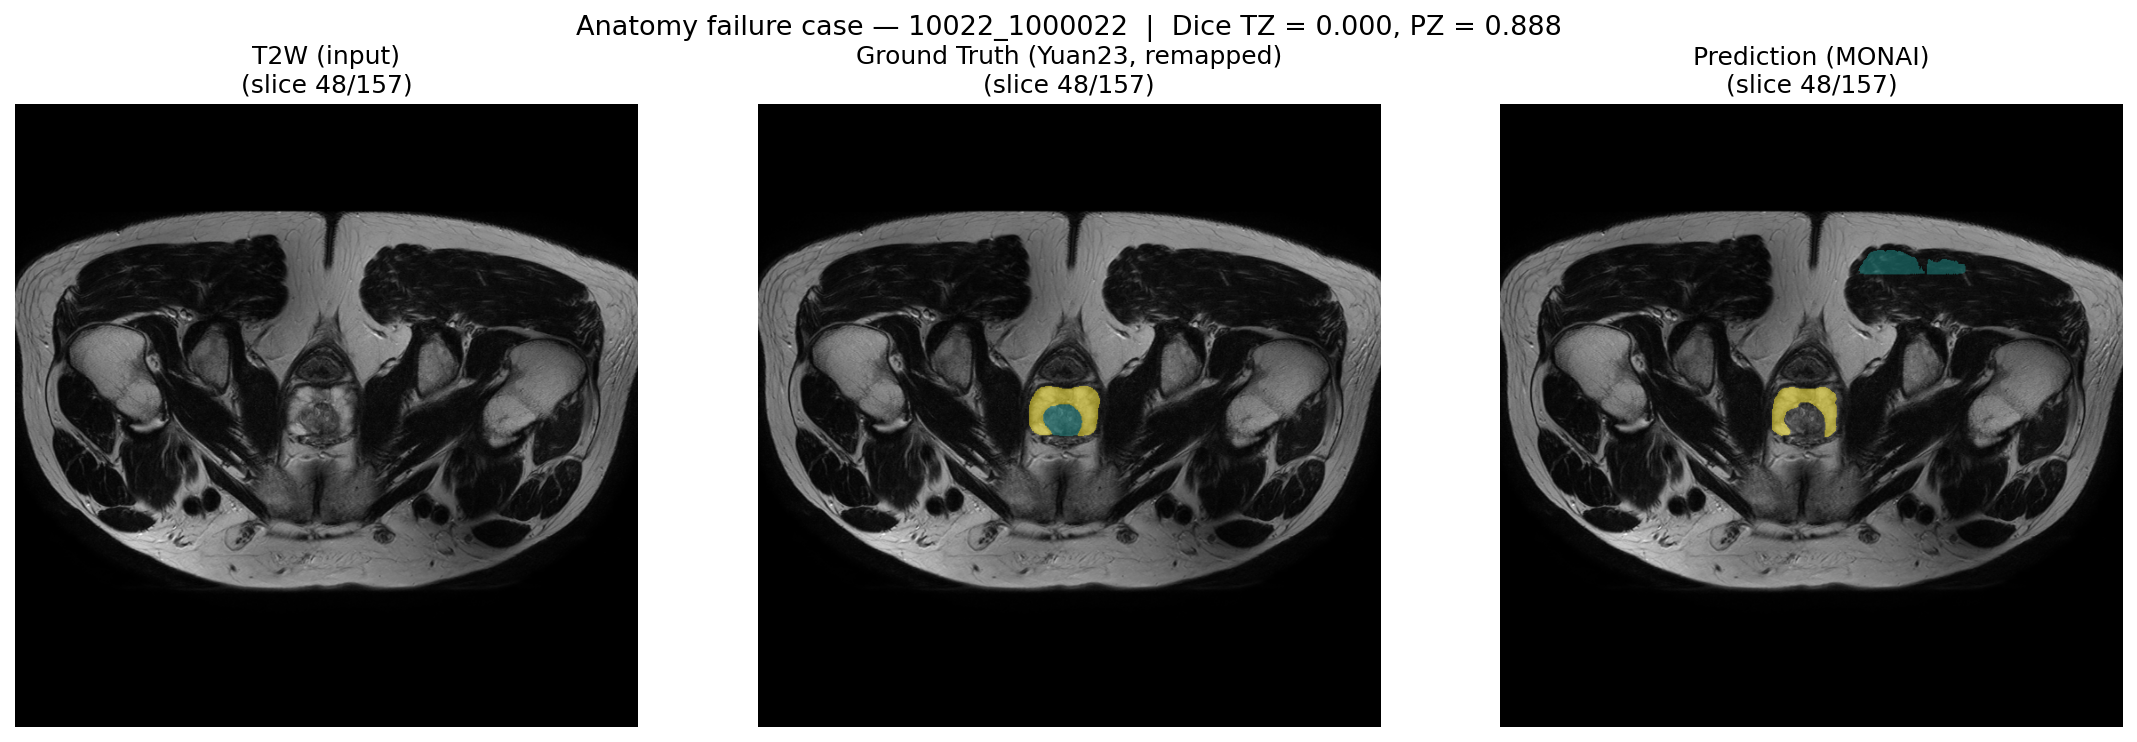 Anatomy failure case — 10022_1000022 | Dice TZ = 0.000, PZ = 0.888
T2W (input)
(slice 48/157)
Ground Truth (Yuan23, remapped)
(slice 48/157)
Prediction (MONAI)
(slice 48/157)